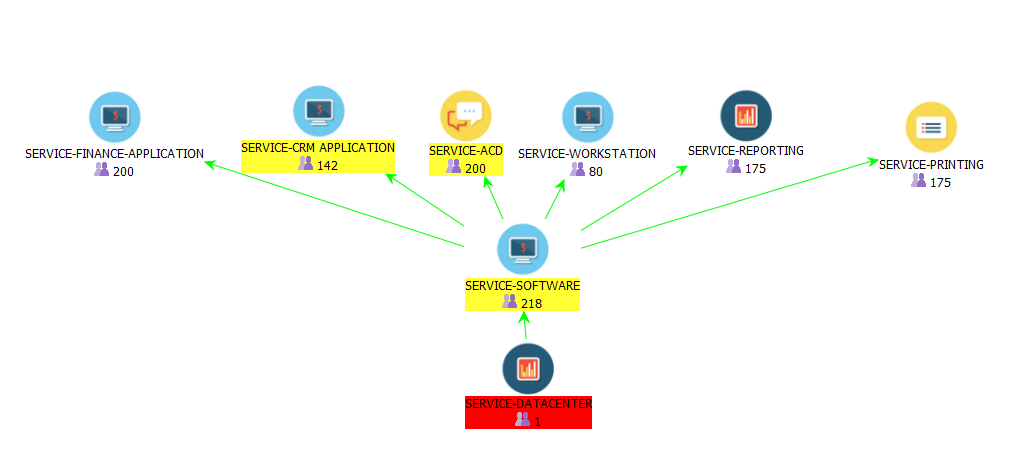 SERVICE-FINANCE-APPLICATION
200
SERVICE-CRM APPLICATION
142
SERVICE-ACD
200
SERVICE-WORKSTATION
80
SERVICE-REPORTING
175
SERVICE-PRINTING
175
SERVICE-SOFTWARE
218
SERVICE-DATACENTER
1